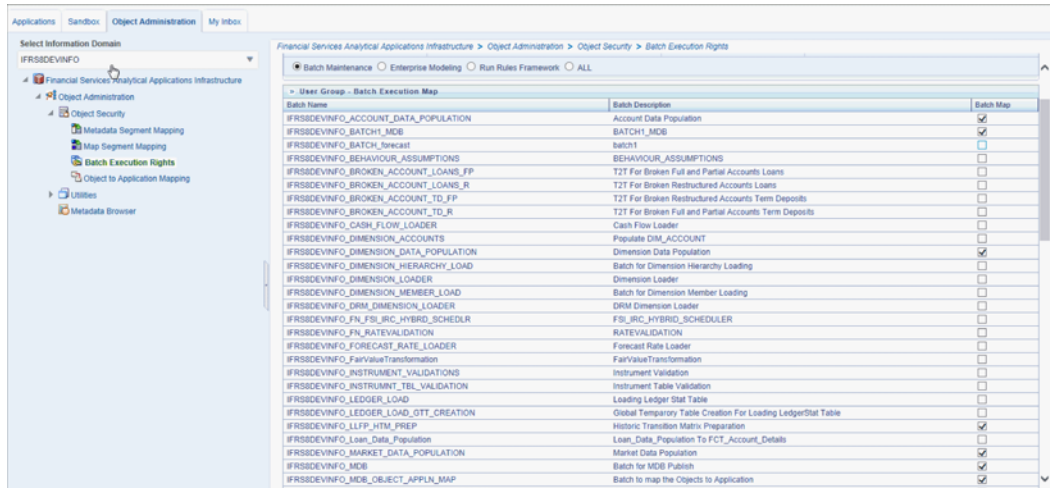 Applications Sandbox Object Administration My Inbox
Select Information Domain
IFRS8DEVINFO
Financial Services Analytical Applications Infrastructure
Object Administration
Object Security
Metadata Segment Mapping
Map Segment Mapping
Batch Execution Rights
Object to Application Mapping
Utilities
Metadata Browser
Financial Services Analytical Applications Infrastructure > Object Administration > Object Security > Batch Execution Rights
Batch Maintenance Enterprise Modeling Run Rules Framework ALL
» User Group - Batch Execution Map
Batch Name Batch Description Batch Map
IFRS8DEVINFO_ACCOUNT_DATA_POPULATION Account Data Population
IFRS8DEVINFO_BATCH1_MDB BATCH1_MDB
IFRS8DEVINFO_BATCH_forecast batch1
IFRS8DEVINFO_BEHAVIOUR_ASSUMPTIONS BEHAVIOUR_ASSUMPTIONS
IFRS8DEVINFO_BROKEN_ACCOUNT_LOANS_FP T2T For Broken Full and Partial Accounts Loans
IFRS8DEVINFO_BROKEN_ACCOUNT_LOANS_R T2T For Broken Restructured Accounts Loans
IFRS8DEVINFO_BROKEN_ACCOUNT_TD_FP T2T For Broken Restructured Accounts Term Deposits
IFRS8DEVINFO_BROKEN_ACCOUNT_TD_R T2T For Broken Full and Partial Accounts Term Deposits
IFRS8DEVINFO_CASH_FLOW_LOADER Cash Flow Loader
IFRS8DEVINFO_DIMENSION_ACCOUNTS Populate DIM_ACCOUNT
IFRS8DEVINFO_DIMENSION_DATA_POPULATION Dimension Data Population
IFRS8DEVINFO_DIMENSION_HIERARCHY_LOAD Batch for Dimension Hierarchy Loading
IFRS8DEVINFO_DIMENSION_LOADER Dimension Loader
IFRS8DEVINFO_DIMENSION_MEMBER_LOAD Batch for Dimension Member Loading
IFRS8DEVINFO_DRM_DIMENSION_LOADER DRM Dimension Loader
IFRS8DEVINFO_FN_FSI_IRC_HYBRD_SCHEDLR FSI_IRC_HYBRID_SCHEDULER
IFRS8DEVINFO_FN_RATEVALIDATION RATEVALIDATION
IFRS8DEVINFO_FORECAST_RATE_LOADER Forecast Rate Loader
IFRS8DEVINFO_FairValueTransformation FairValueTransformation
IFRS8DEVINFO_INSTRUMENT_VALIDATIONS Instrument Validation
IFRS8DEVINFO_INSTRUMNT_TBL_VALIDATION Instrument Table Validation
IFRS8DEVINFO_LEDGER_LOAD Loading Ledger Stat Table
IFRS8DEVINFO_LEDGER_LOAD_GTT_CREATION Global Temparory Table Creation For Loading LedgerStat Table
IFRS8DEVINFO_LLFP_HTM_PREP Historic Transition Matrix Preparation
IFRS8DEVINFO_Loan_Data_Population Loan_Data_Population To FCT_Account_Details
IFRS8DEVINFO_MARKET_DATA_POPULATION Market Data Population
IFRS8DEVINFO_MDB Batch for MDB Publish
IFRS8DEVINFO_MDB_OBJECT_APPLN_MAP Batch to map the Objects to Application